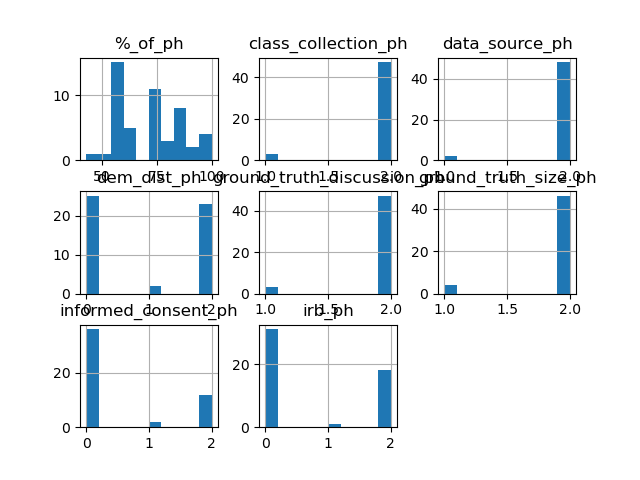 %_of_ph class_collection_ph data_source_ph
10 40 40
20 20
0 0 0
50 75 100 1.0 1.5 2.0 1.0 1.5 2.0
dem_dist_ph ground_truth_discussion_ph ground_truth_size_ph
20 40 40
10 20 20
0 0 0
0 1 2 1.0 1.5 2.0 1.0 1.5 2.0
informed_consent_ph irb_ph
20 20
0 0
0 1 2 0 1 2